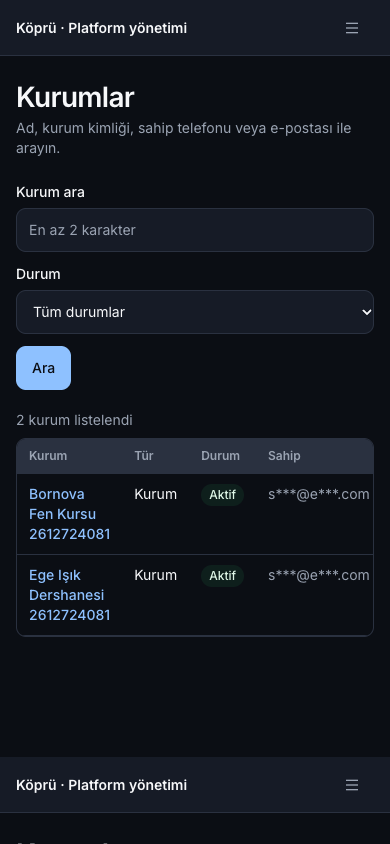 Köprü · Platform yönetimi
Kurumlar
Ad, kurum kimliği, sahip telefonu veya e-postası ile
arayın.
Kurum ara
En az 2 karakter
Durum
Tüm durumlar
Ara
2 kurum listelendi
Kurum Tür Durum Sahip
Bornova Kurum Aktif s***@e***.com
Fen Kursu
2612724081
Ege Işık Kurum Aktif s***@e***.com
Dershanesi
2612724081
Köprü · Platform yönetimi